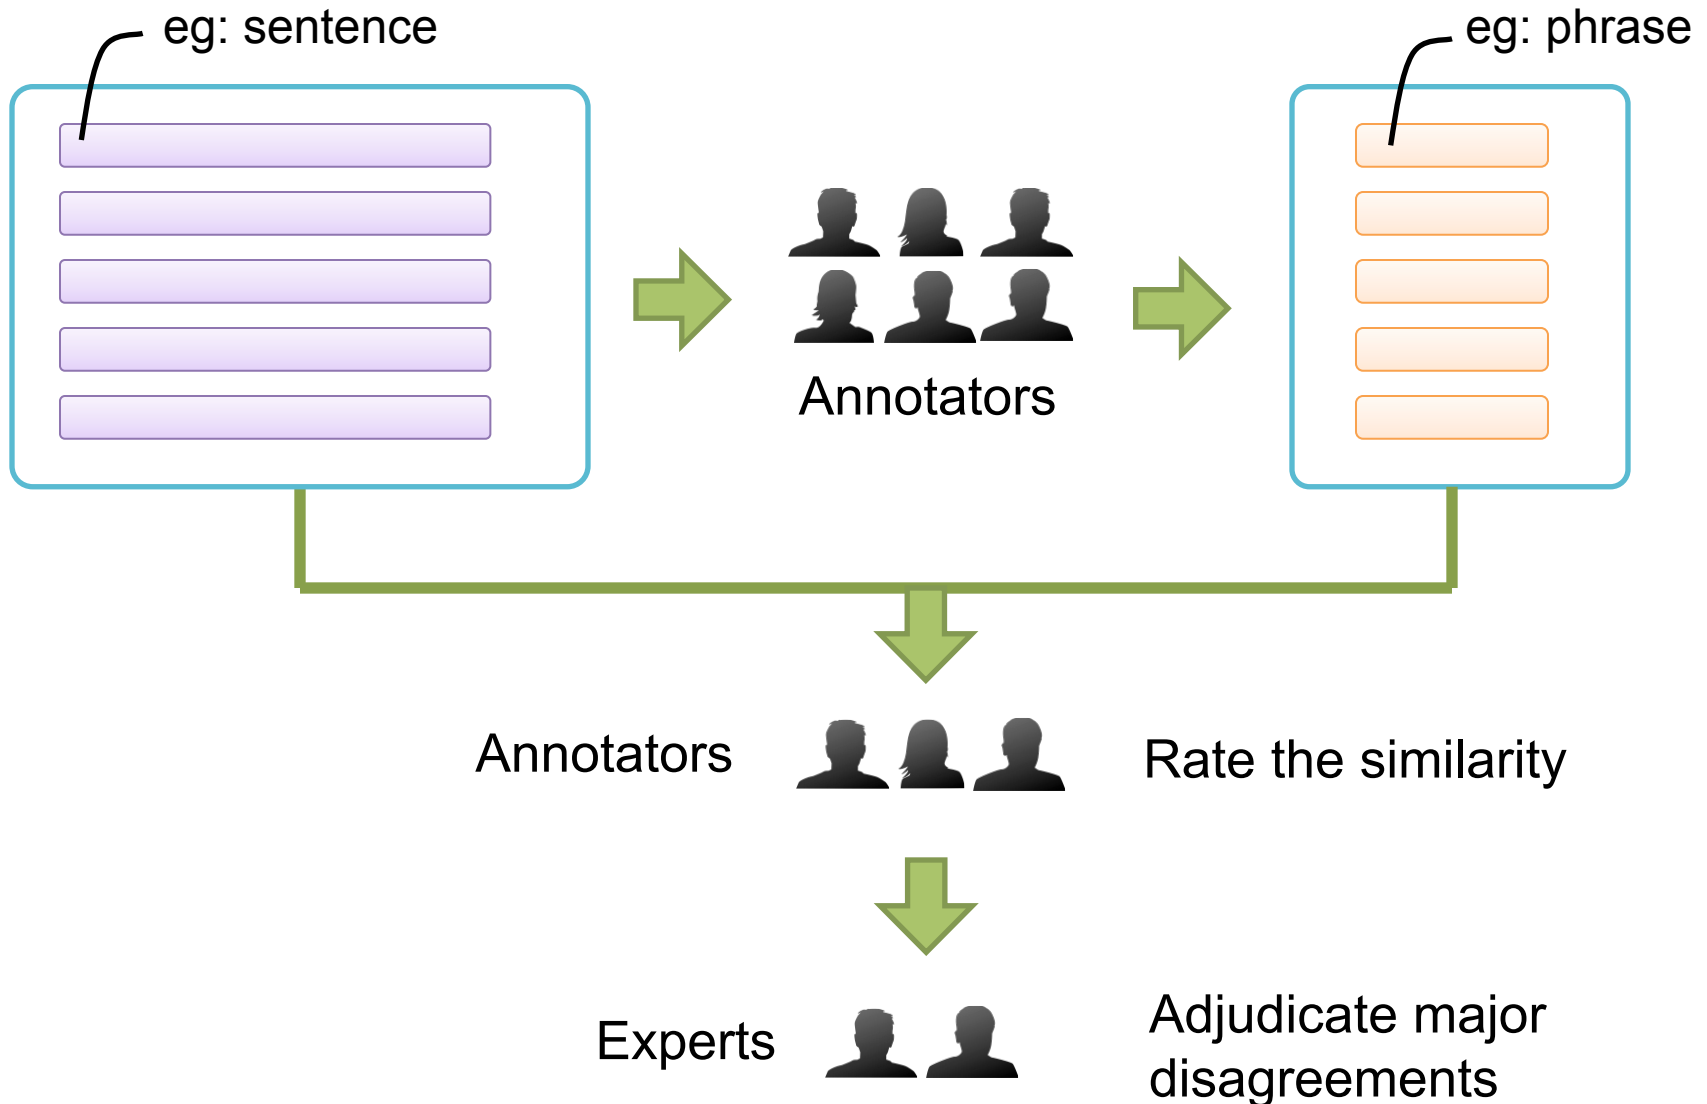 eg: sentence
eg: phrase
Annotators
Annotators
Rate the similarity
Experts
Adjudicate major
disagreements